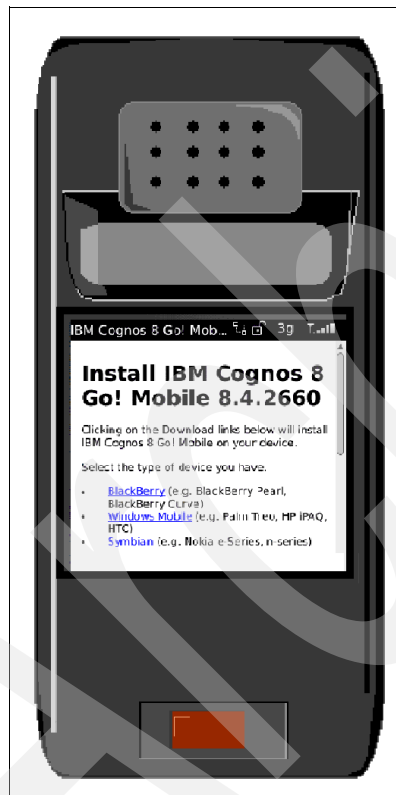 IBM Cognos 8 Go! Mob... 3g
Install IBM Cognos 8
Go! Mobile 8.4.2660
Clicking on the Download links below will install
IBM Cognos 8 Go! Mobile on your device.
Select the type of device you have.
• BlackBerry (e.g. BlackBerry Pearl,
BlackBerry Curve)
• Windows Mobile (e.g. Palm Treo, HP iPAQ,
HTC)
• Symbian (e.g. Nokia e-Series, n-series)